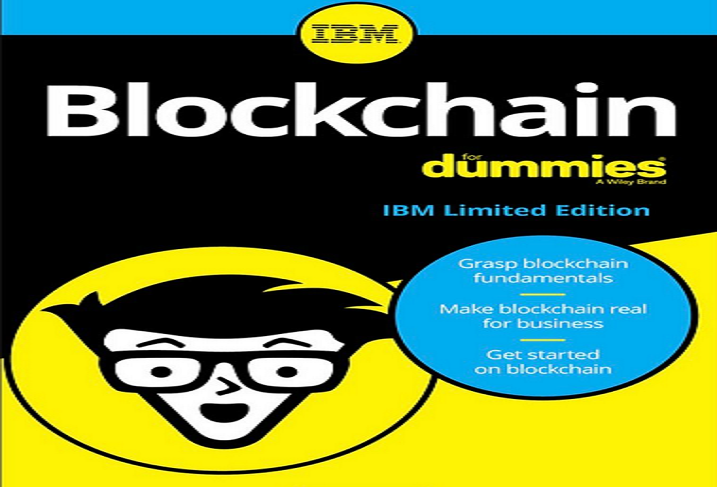 IBM
Blockchain
for
dummies®
A Wiley Brand
IBM Limited Edition
Grasp blockchain
fundamentals
Make blockchain real
for business
Get started
on blockchain